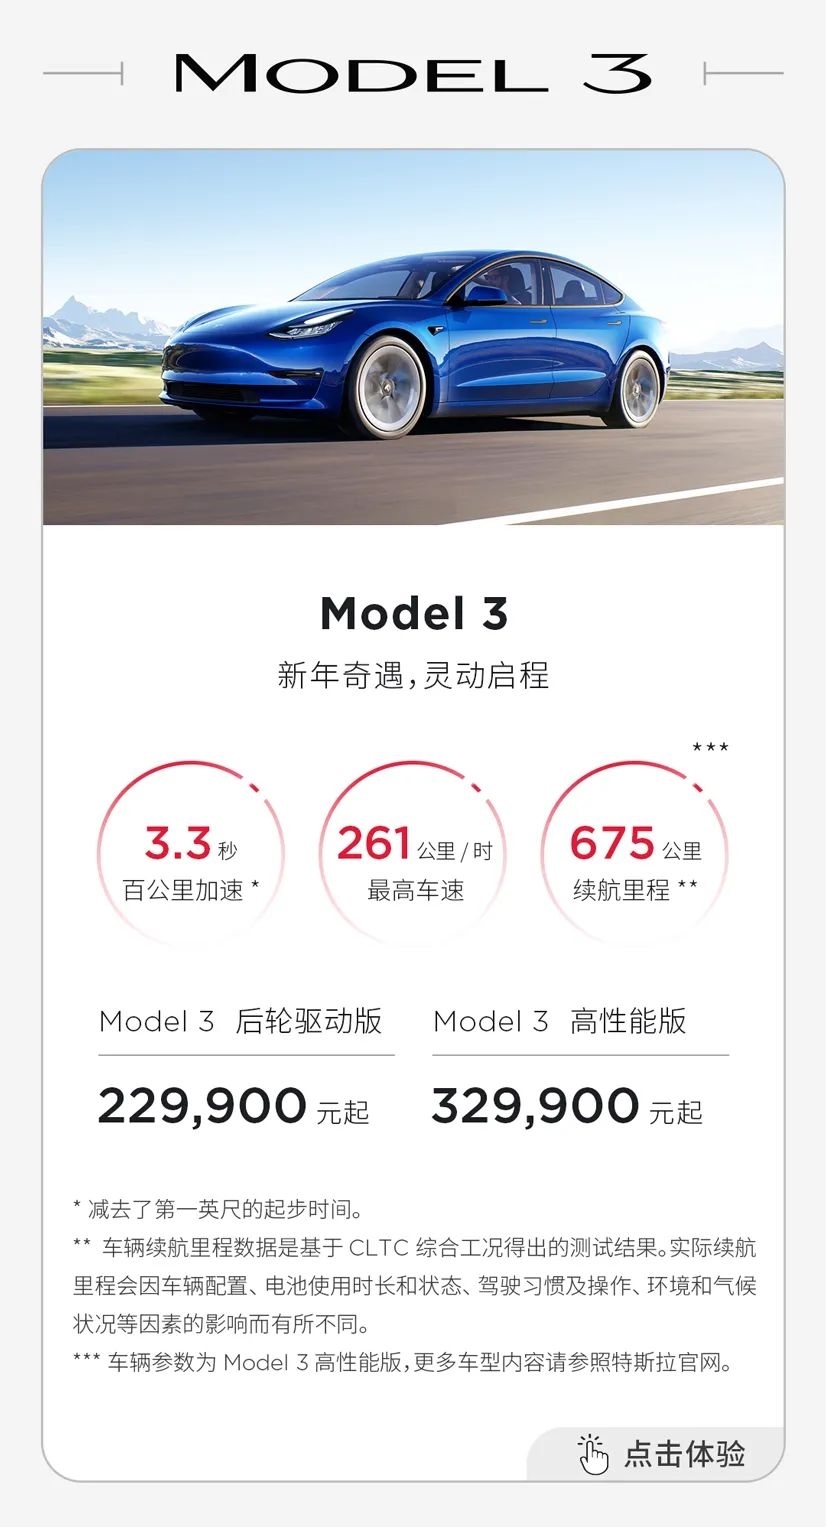 MODEL 3
Model 3
新年奇遇，灵动启程
***
3.3 秒
百公里加速 *
261 公里 / 时
最高车速
675 公里
续航里程 **
Model 3 后轮驱动版
229,900 元起
Model 3 高性能版
329,900 元起
* 减去了第一英尺的起步时间。
** 车辆续航里程数据是基于 CLTC 综合工况得出的测试结果。实际续航
里程会因车辆配置、电池使用时长和状态、驾驶习惯及操作、环境和气候
状况等因素的影响而有所不同。
*** 车辆参数为 Model 3 高性能版，更多车型内容请参照特斯拉官网。
点击体验